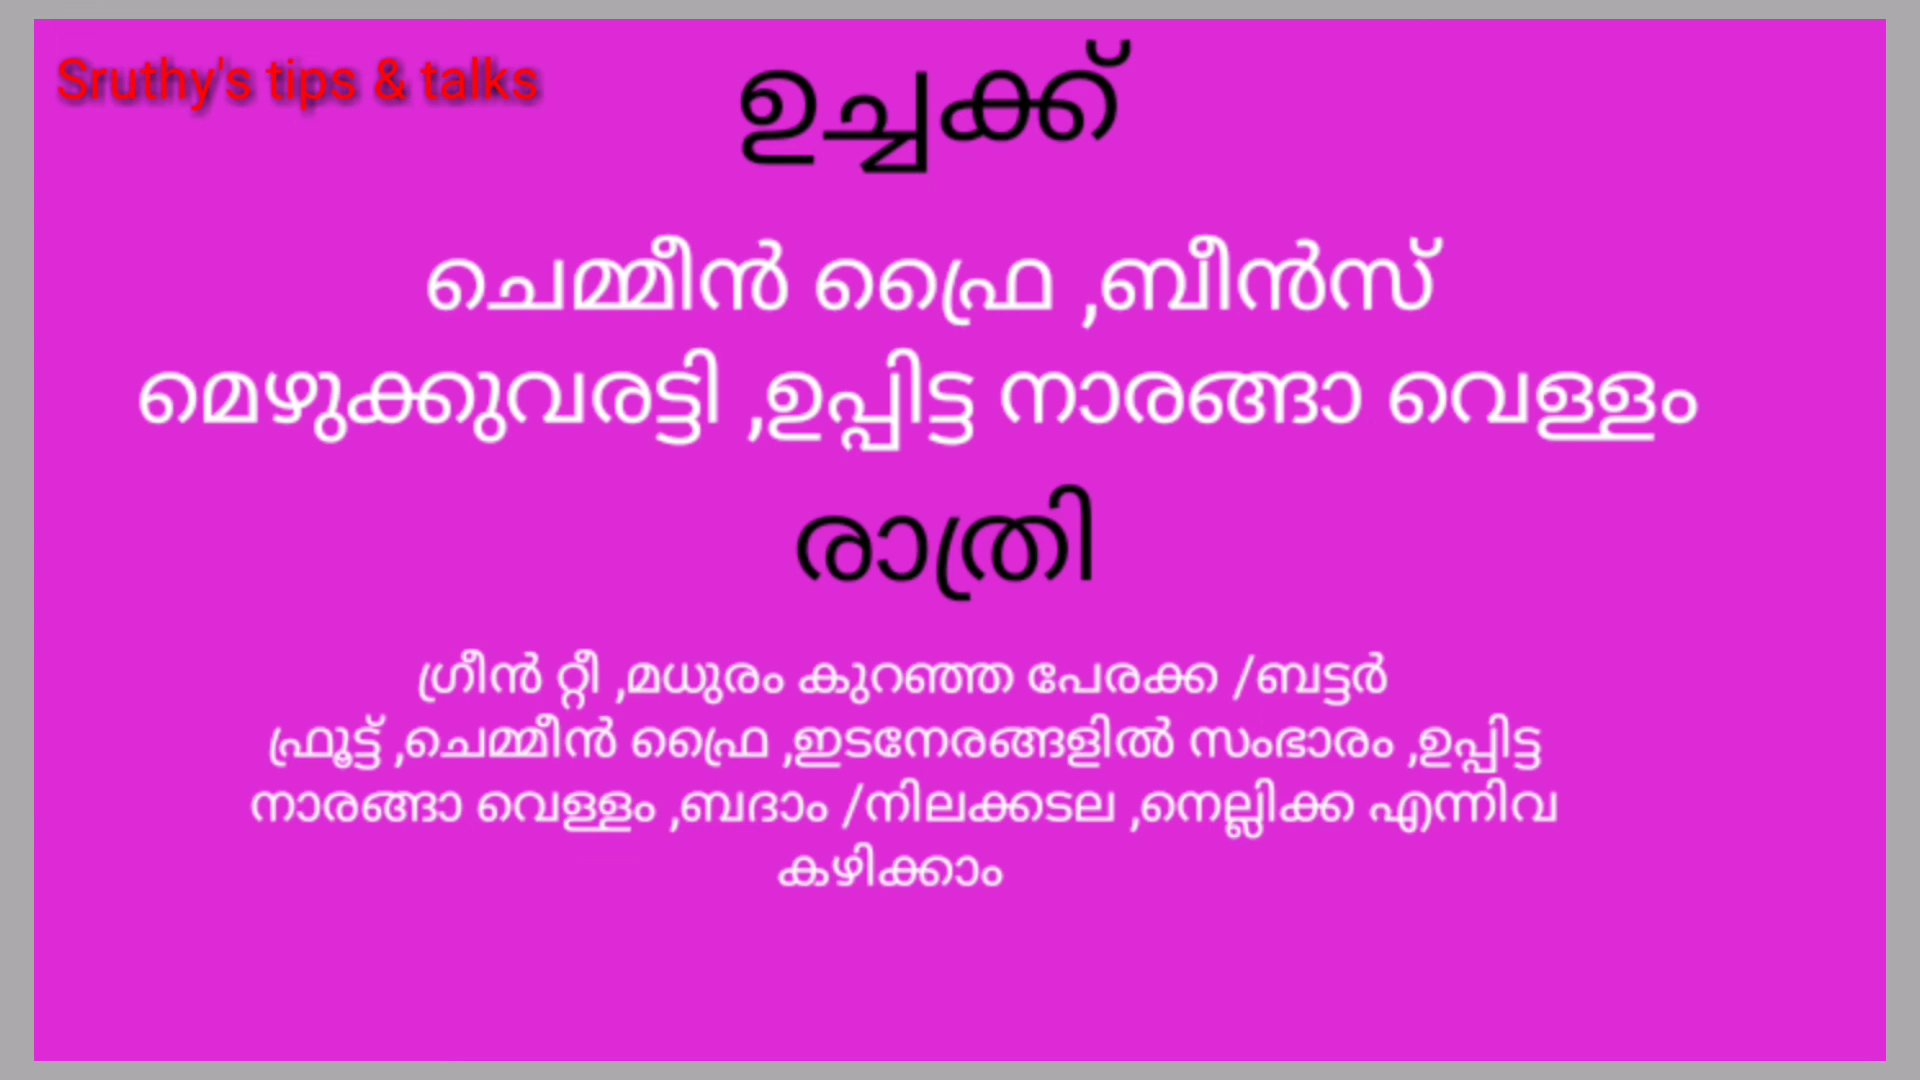 Sruthy's tips & talks
ഉച്ചക്ക്
ചെമ്മീൻ ഫ്രൈ ,ബീൻസ്
മെഴുക്കുവരട്ടി ,ഉപ്പിട്ട നാരങ്ങാ വെള്ളം
രാത്രി
ഗ്രീൻ റ്റീ ,മധുരം കുറഞ്ഞ പേരക്ക /ബട്ടർ
ഫ്രൂട്ട് ,ചെമ്മീൻ ഫ്രൈ ,ഇടനേരങ്ങളിൽ സംഭാരം ,ഉപ്പിട്ട
നാരങ്ങാ വെള്ളം ,ബദാം /നിലക്കടല ,നെല്ലിക്ക എന്നിവ
കഴിക്കാം